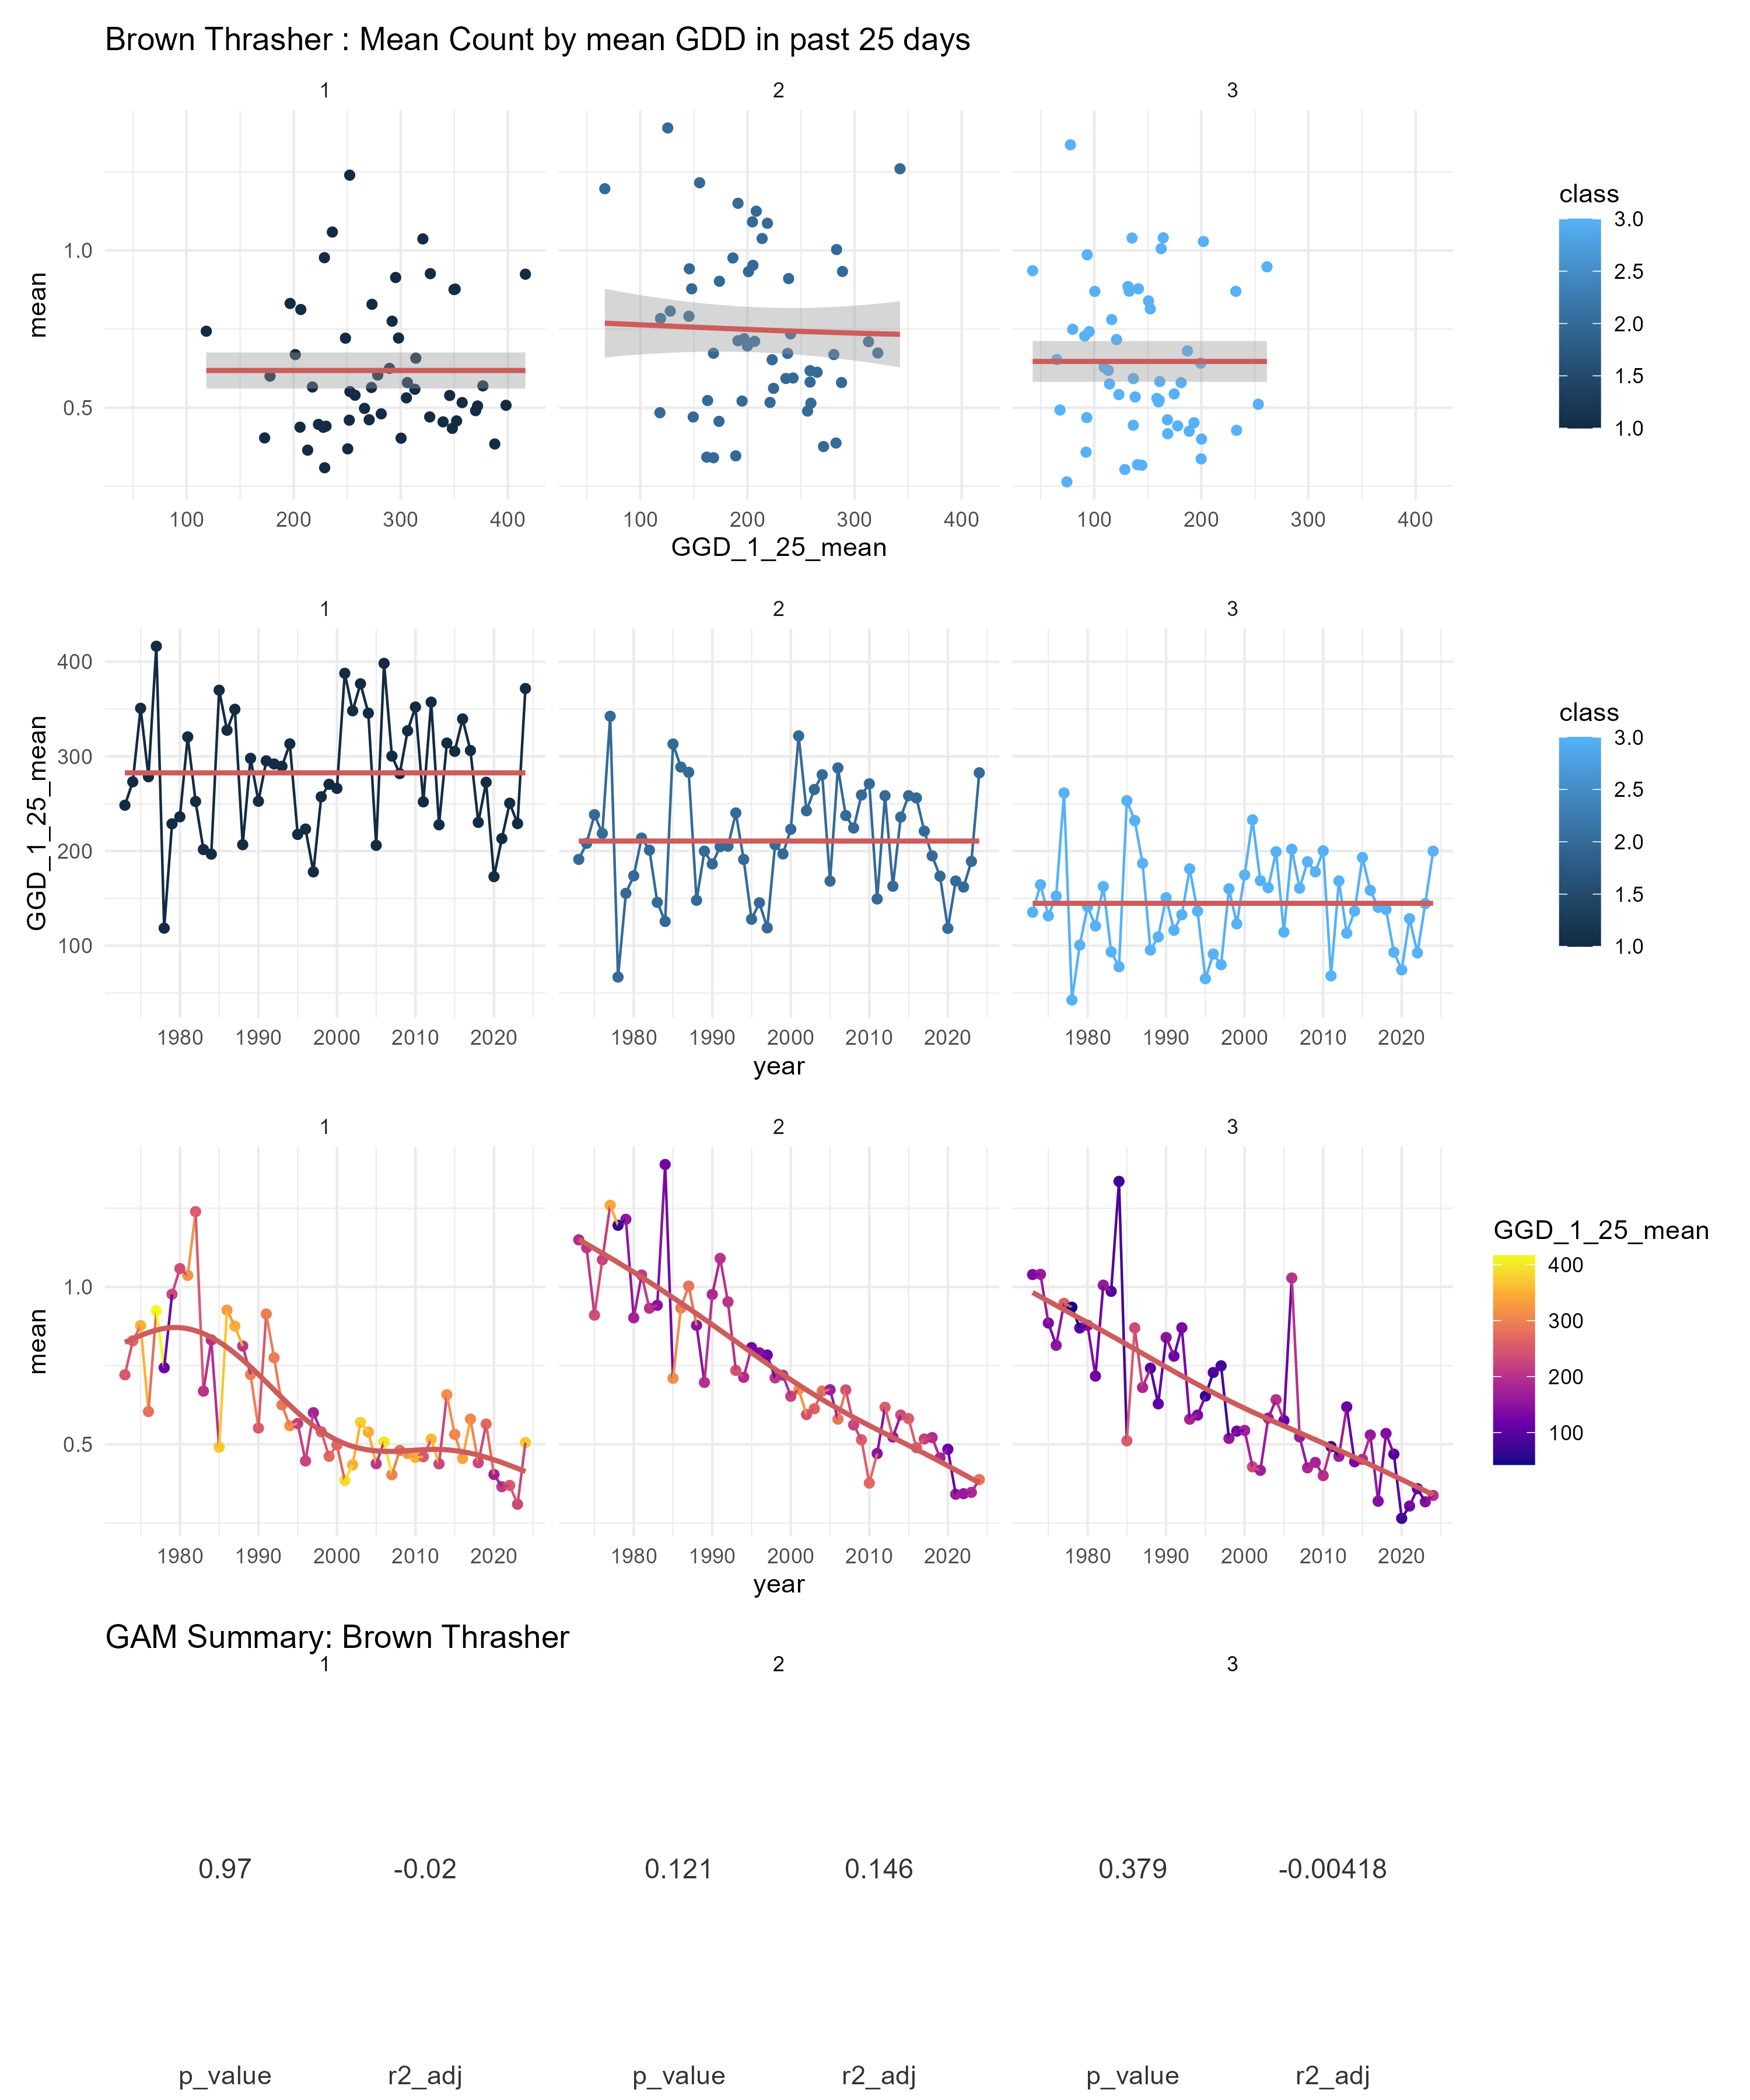 Brown Thrasher : Mean Count by mean GDD in past 25 days
1 2 3
mean
1.0
0.5
100 200 300 400 100 200 300 400 100 200 300 400
GGD_1_25_mean
class
3.0
2.5
2.0
1.5
1.0
1 2 3
GGD_1_25_mean
400
300
200
100
1980 1990 2000 2010 2020 1980 1990 2000 2010 2020 1980 1990 2000 2010 2020
year
class
3.0
2.5
2.0
1.5
1.0
1 2 3
mean
1.0
0.5
1980 1990 2000 2010 2020 1980 1990 2000 2010 2020 1980 1990 2000 2010 2020
year
GGD_1_25_mean
400
300
200
100
GAM Summary: Brown Thrasher
1 2 3
0.97 -0.02 0.121 0.146 0.379 -0.00418
p_value r2_adj p_value r2_adj p_value r2_adj